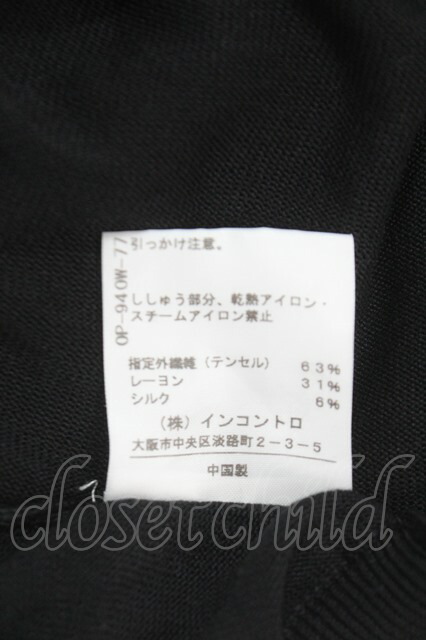 引っかけ注意。
OP-940W-77
ししゅう部分、乾熱アイロン・
スチームアイロン禁止
指定外繊維(テンセル) 63%
レーヨン 31%
シルク 6%
(株)インコントロ
大阪市中央区淡路町2-3-5
中国製
closet child